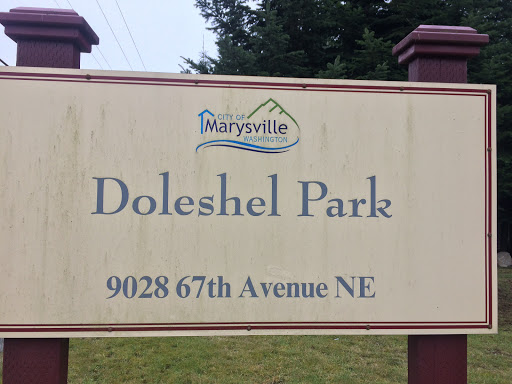 CITY OF
Marysville
WASHINGTON
Doleshel Park
9028 67th Avenue NE